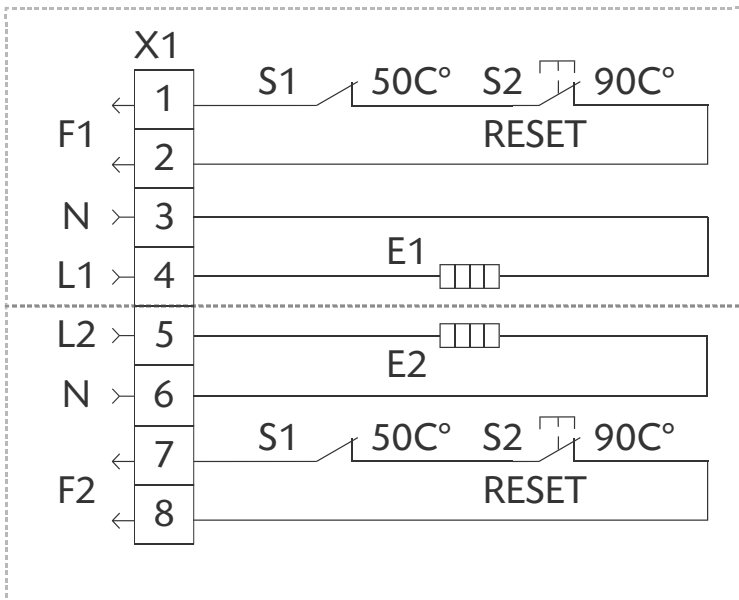 X1
S1 50C° S2 90C°
1
F1 RESET
2
N 3
E1
L1 4
L2 5
E2
N 6
S1 50C° S2 90C°
7
F2 RESET
8